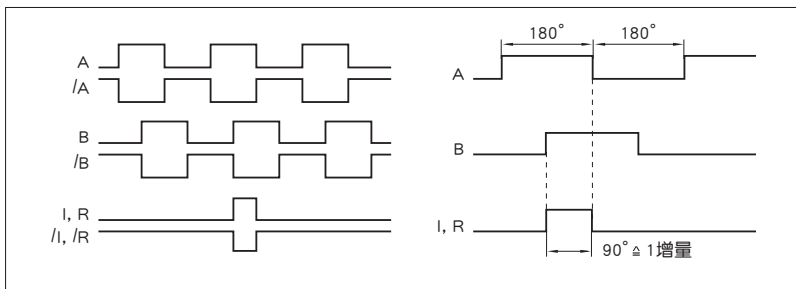 A
/A
B
/B
I, R
/I, /R
180° 180°
A
B
I, R
90° ≙ 1增量